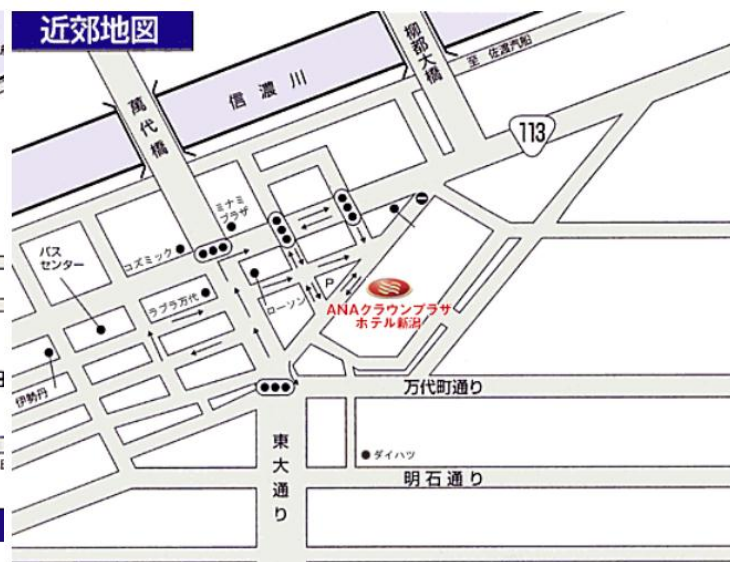 近郊地図
萬代橋
信濃川
柳都大橋
至 佐渡汽船
113
ミナミ
プラザ
コズミック
バス
センター
ラブラ万代
ローソン
P
ANAクラウンプラザ
ホテル新潟
伊勢丹
万代町通り
東大通り
ダイハツ
明石通り